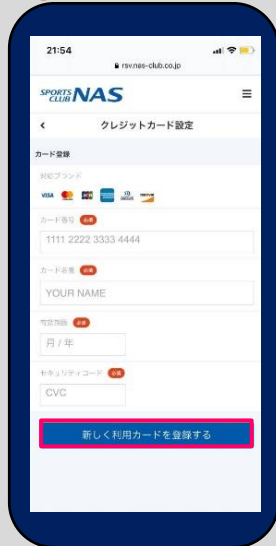 21:54
rsv.nas-club.co.jp
SPORTS CLUB NAS
クレジットカード設定
カード登録
対応ブランド
VISA
カード番号 必須
1111 2222 3333 4444
カード名義 必須
YOUR NAME
有効期限 必須
月 / 年
セキュリティコード 必須
CVC
新しく利用カードを登録する